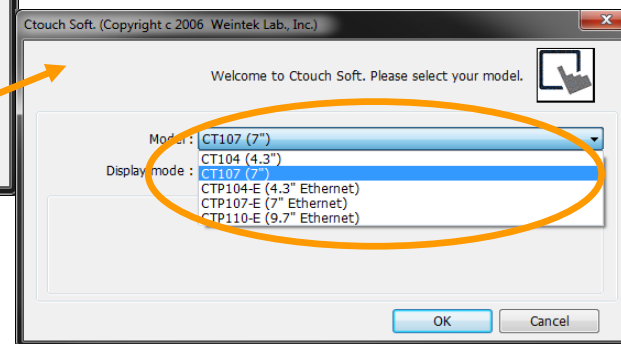 Ctouch Soft. (Copyright c 2006 Weintek Lab., Inc.)
Welcome to Ctouch Soft. Please select your model.
Model : CT107 (7")
CT104 (4.3")
Display mode : CT107 (7")
CTP104-E (4.3" Ethernet)
CTP107-E (7" Ethernet)
CTP110-E (9.7" Ethernet)
OK Cancel